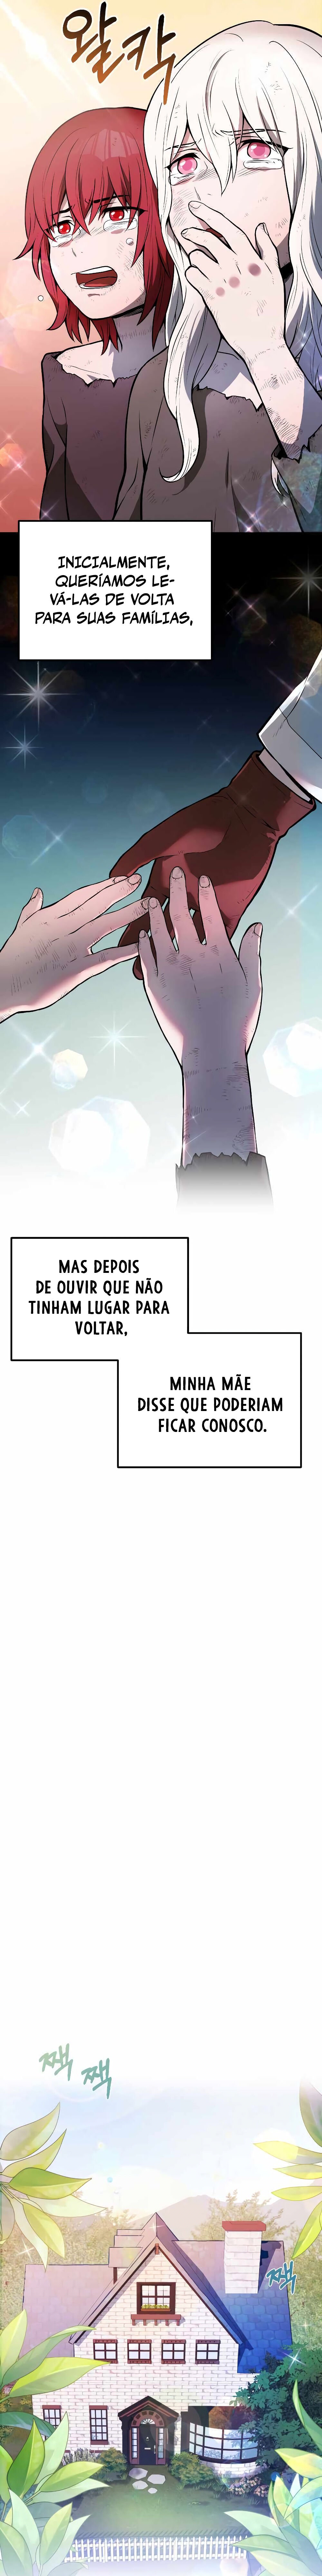 왈칵
INICIALMENTE,
QUERÍAMOS LE-
VÁ-LAS DE VOLTA
PARA SUAS FAMÍLIAS,
MAS DEPOIS
DE OUVIR QUE NÃO
TINHAM LUGAR PARA
VOLTAR,
MINHA MÃE
DISSE QUE PODERIAM
FICAR CONOSCO.
짹
짹
짹